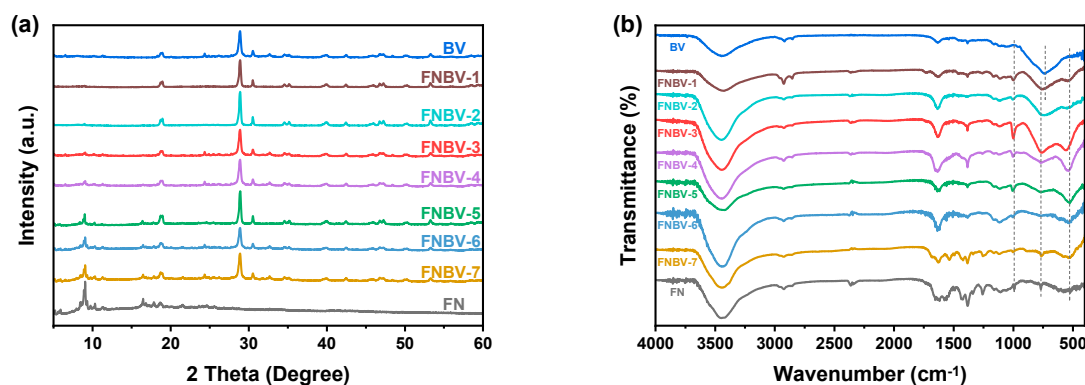 (a)
Intensity (a.u.)
BV
FNBV-1
FNBV-2
FNBV-3
FNBV-4
FNBV-5
FNBV-6
FNBV-7
FN
10
20
30
40
50
60
2 Theta (Degree)
(b)
Transmittance (%)
BV
FNBV-1
FNBV-2
FNBV-3
FNBV-4
FNBV-5
FNBV-6
FNBV-7
FN
4000
3500
3000
2500
2000
1500
1000
500
Wavenumber (cm⁻¹)